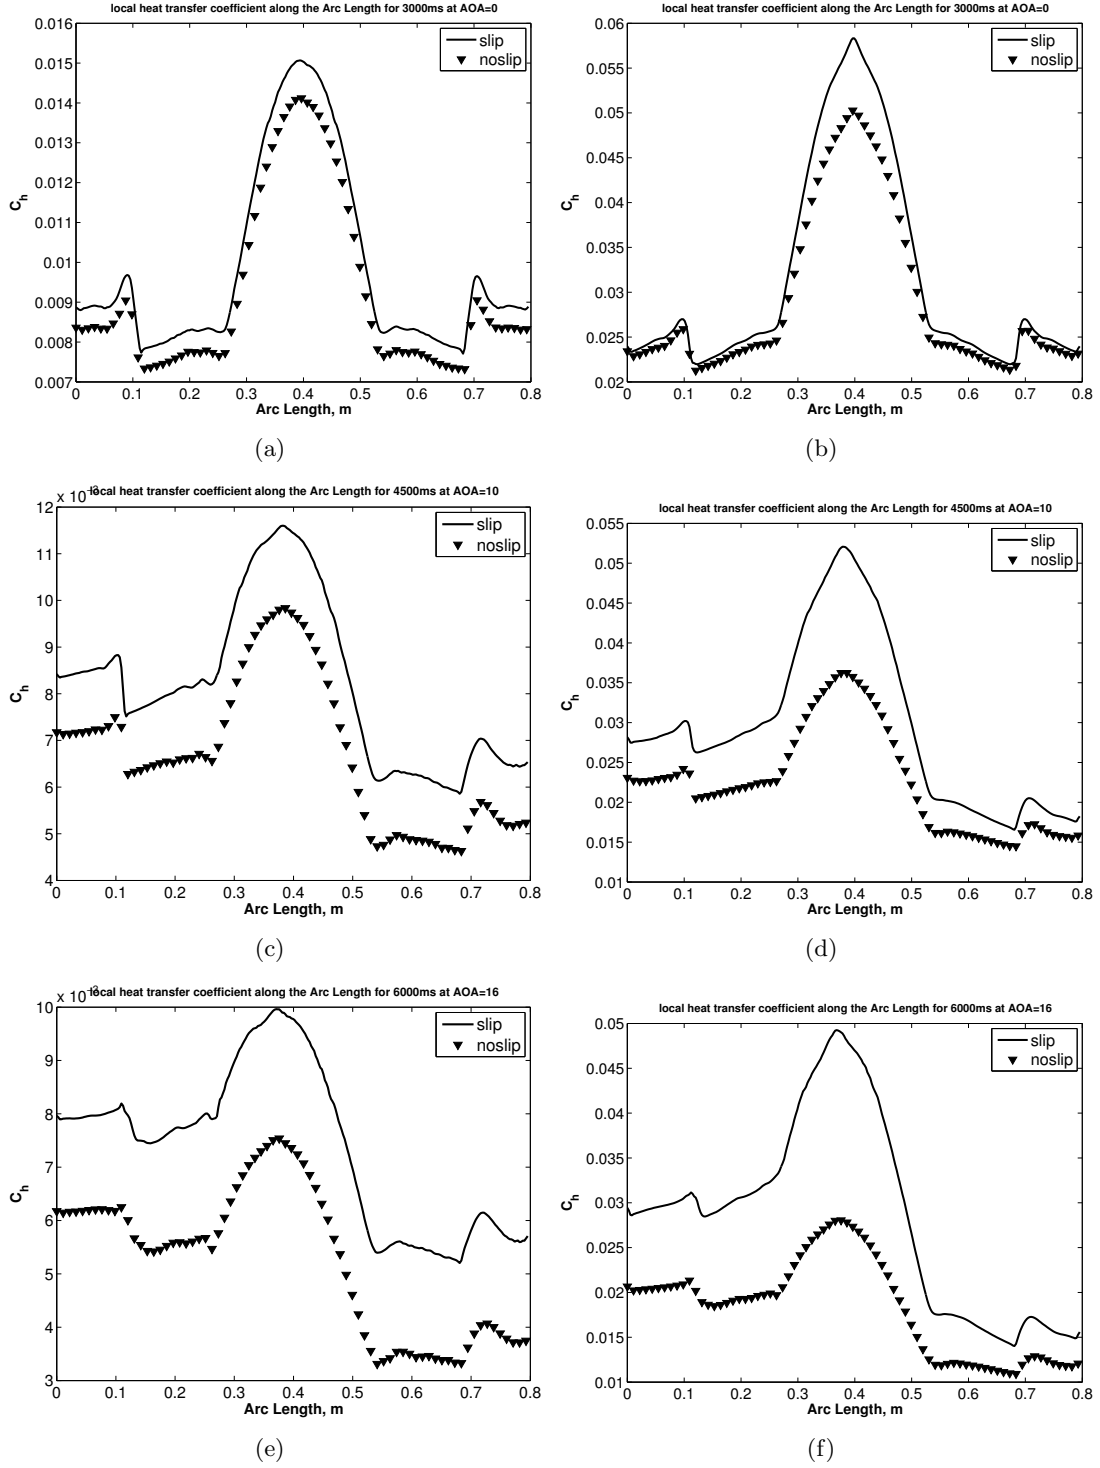 local heat transfer coefficient along the Arc Length for 3000ms at AOA=0
0.016
0.015
0.014
0.013
0.012
0.011
0.01
0.009
0.008
0.007
C_h
slip
noslip
0 0.1 0.2 0.3 0.4 0.5 0.6 0.7 0.8
Arc Length, m
(a)
local heat transfer coefficient along the Arc Length for 3000ms at AOA=0
0.06
0.055
0.05
0.045
0.04
0.035
0.03
0.025
0.02
C_h
slip
noslip
0 0.1 0.2 0.3 0.4 0.5 0.6 0.7 0.8
Arc Length, m
(b)
x 10⁻³
local heat transfer coefficient along the Arc Length for 4500ms at AOA=10
12
11
10
9
8
7
6
5
4
C_h
slip
noslip
0 0.1 0.2 0.3 0.4 0.5 0.6 0.7 0.8
Arc Length, m
(c)
local heat transfer coefficient along the Arc Length for 4500ms at AOA=10
0.055
0.05
0.045
0.04
0.035
0.03
0.025
0.02
0.015
0.01
C_h
slip
noslip
0 0.1 0.2 0.3 0.4 0.5 0.6 0.7 0.8
Arc Length, m
(d)
x 10⁻³
local heat transfer coefficient along the Arc Length for 6000ms at AOA=16
10
9
8
7
6
5
4
3
C_h
slip
noslip
0 0.1 0.2 0.3 0.4 0.5 0.6 0.7 0.8
Arc Length, m
(e)
local heat transfer coefficient along the Arc Length for 6000ms at AOA=16
0.05
0.045
0.04
0.035
0.03
0.025
0.02
0.015
0.01
C_h
slip
noslip
0 0.1 0.2 0.3 0.4 0.5 0.6 0.7 0.8
Arc Length, m
(f)